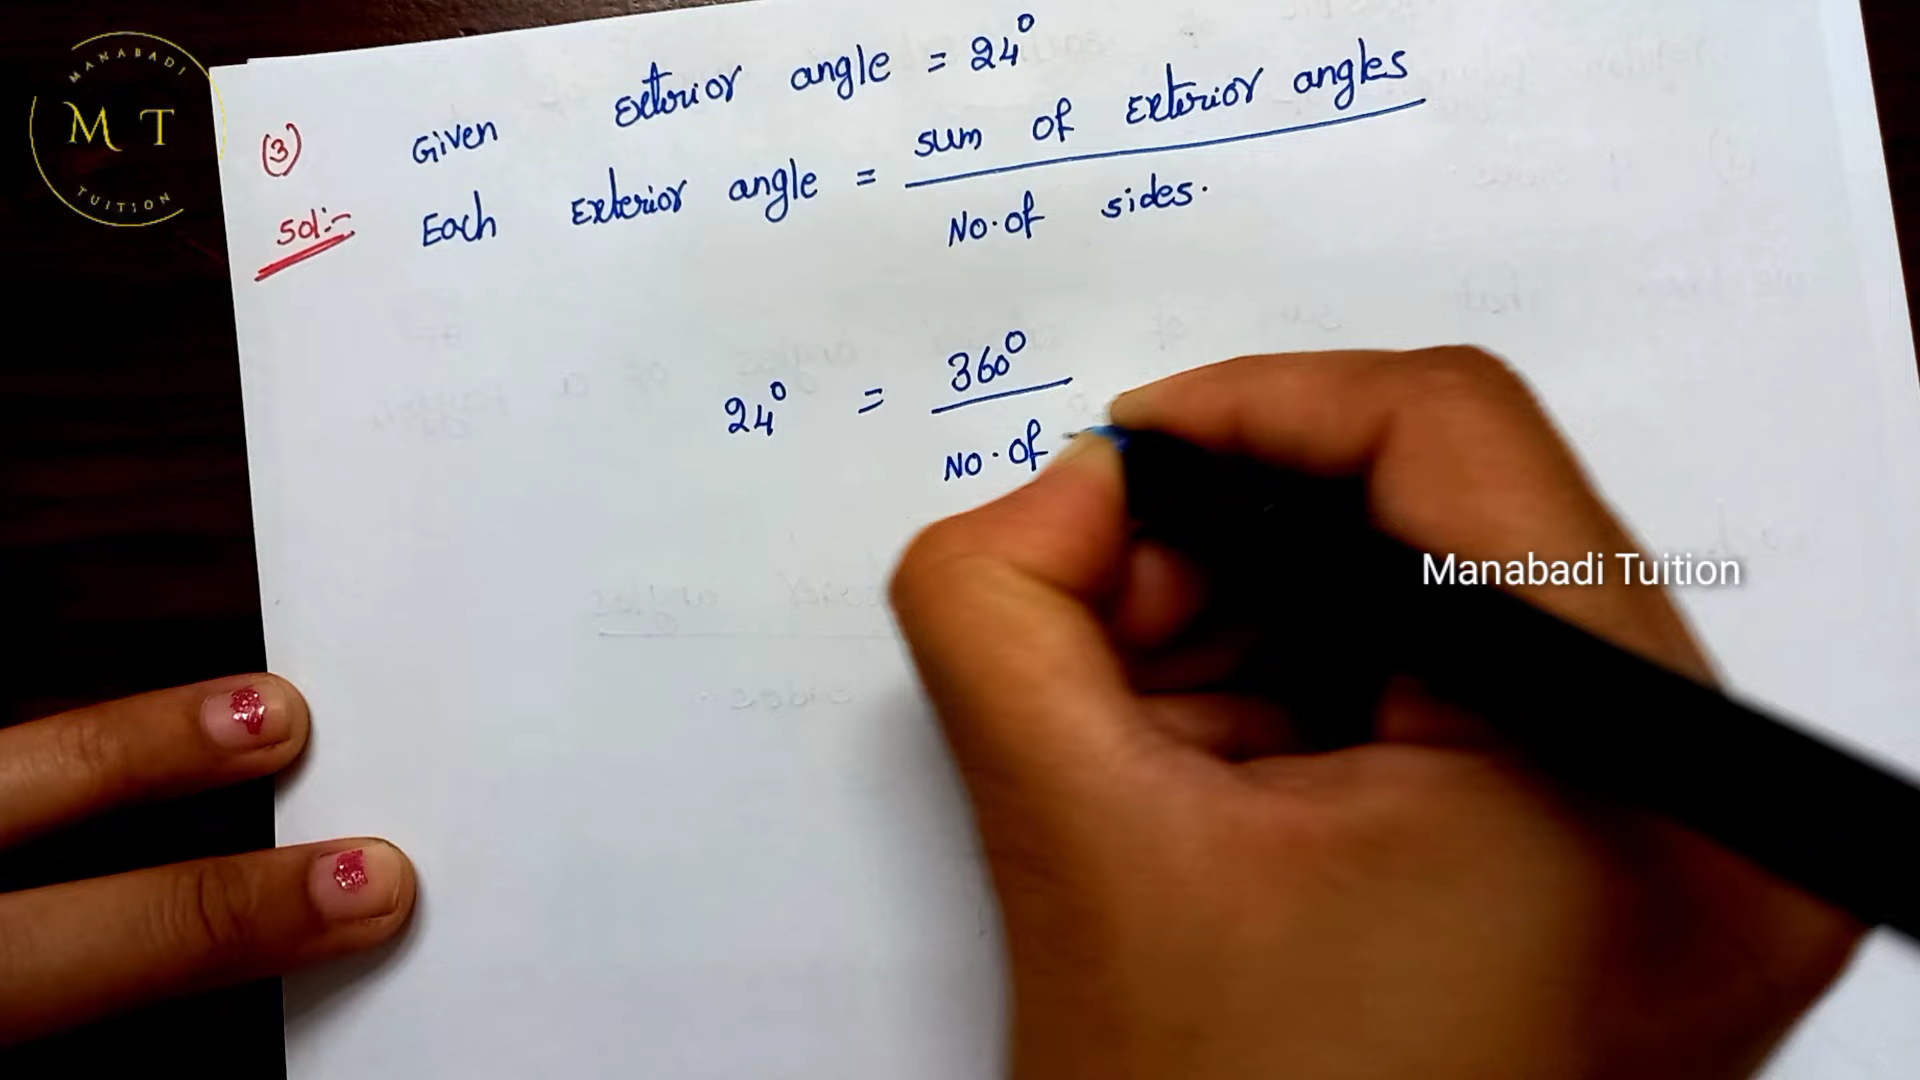 MANABADI
M T
TUITION
(3) Given exterior angle = 24°
Sol:- Each exterior angle = sum of exterior angles
No. of sides.
24° = 360°
No. of
Manabadi Tuition